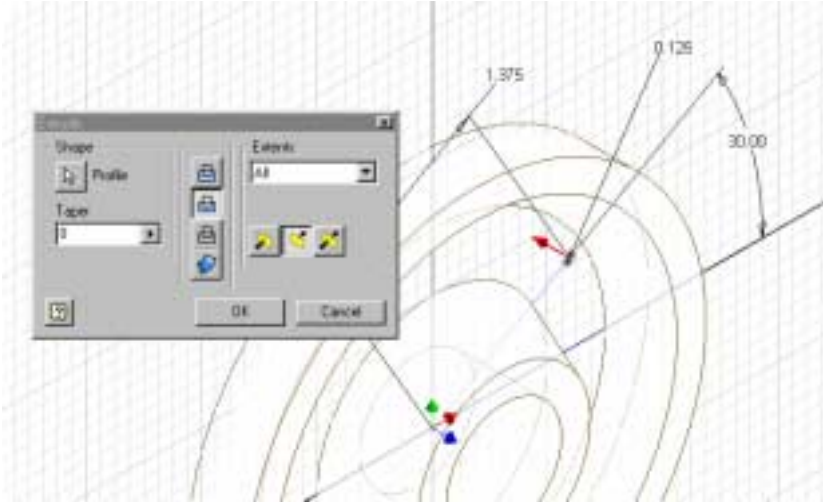 Extrude
Shape
Profile
Taper
0
Extents
All
OK
Cancel
1.375
0.125
30.00